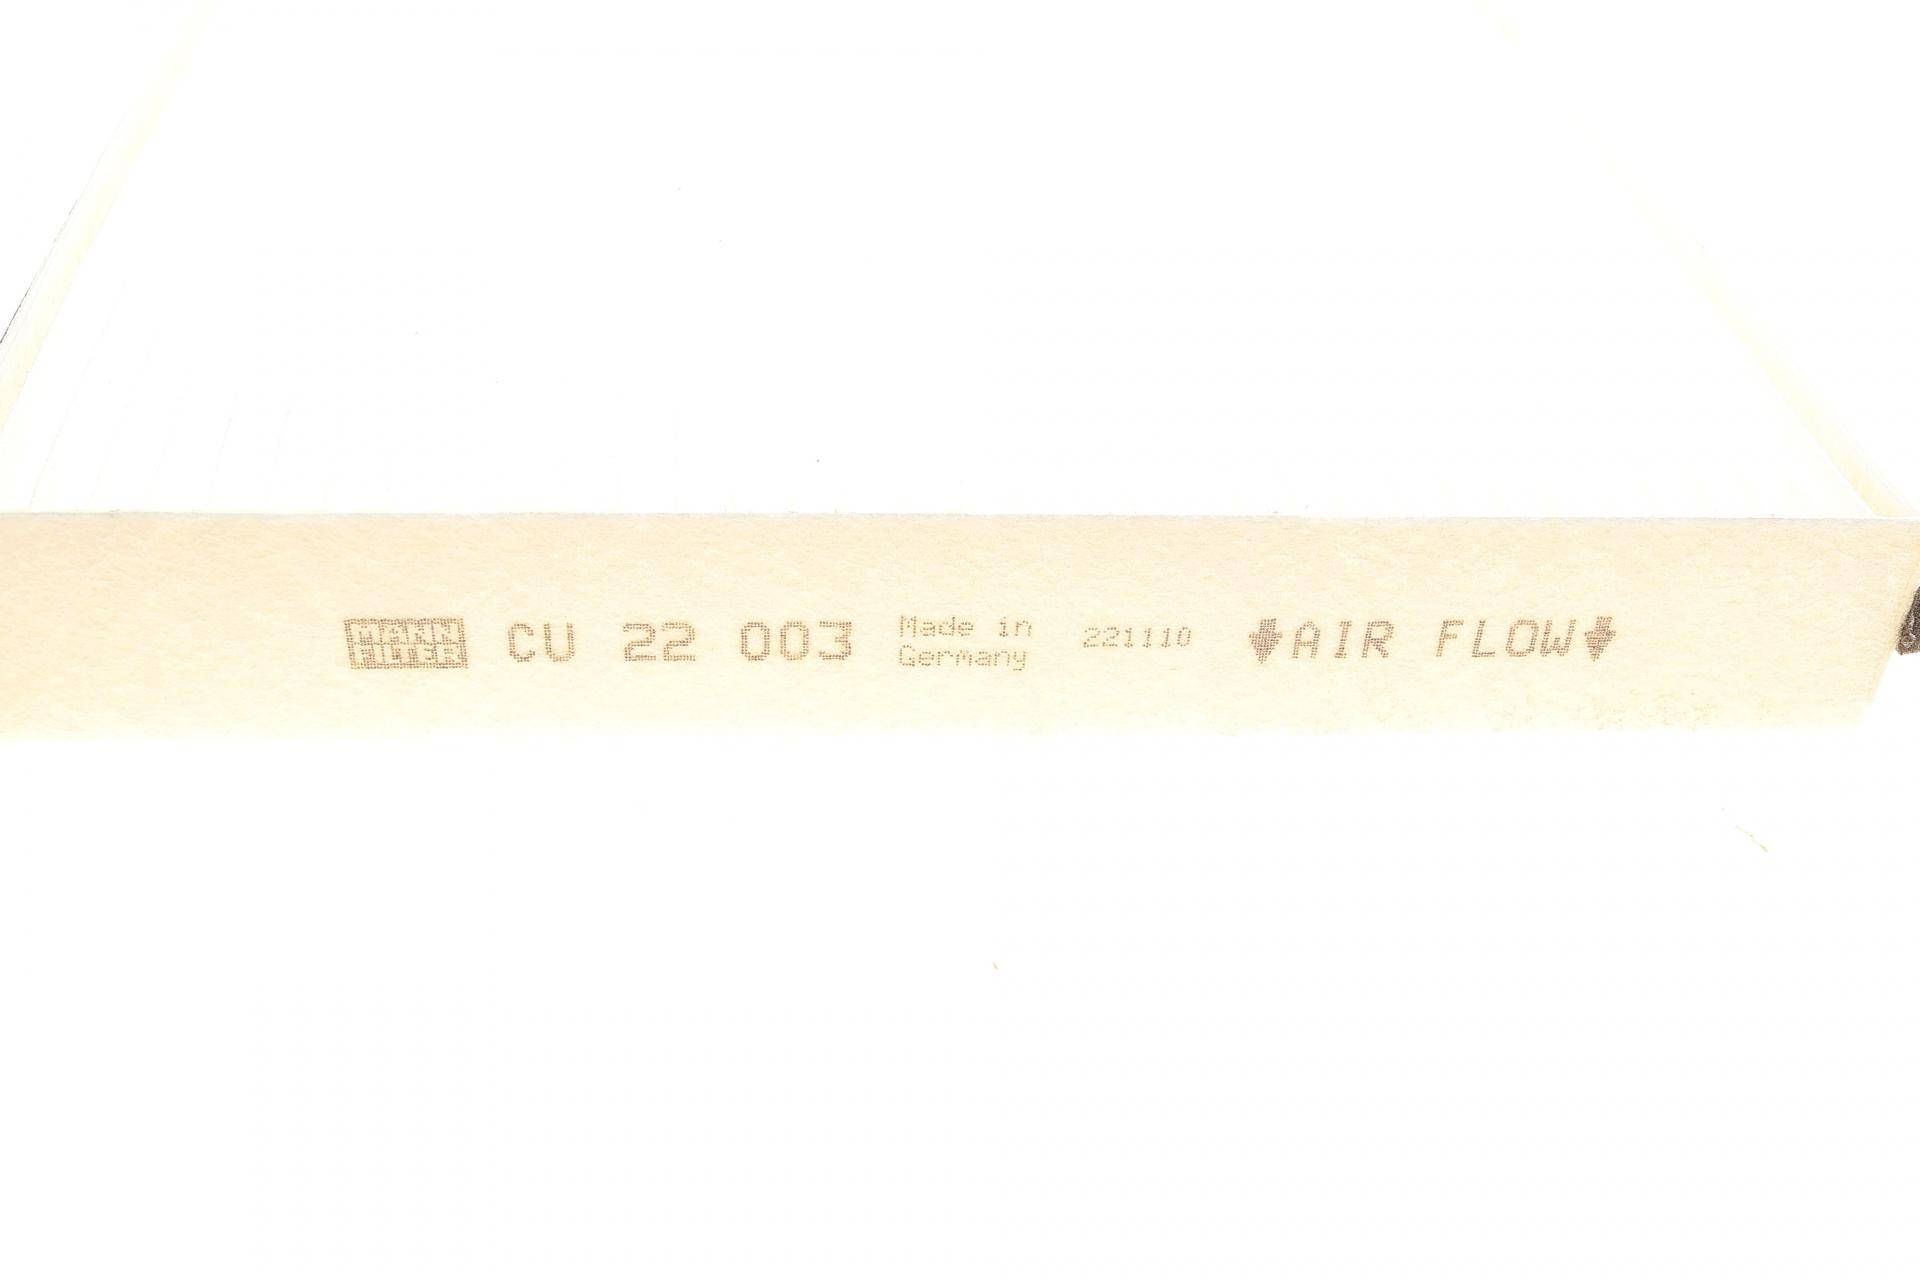 MANN
FILTER
CU 22 003
Made in
Germany
221110
AIR FLOW